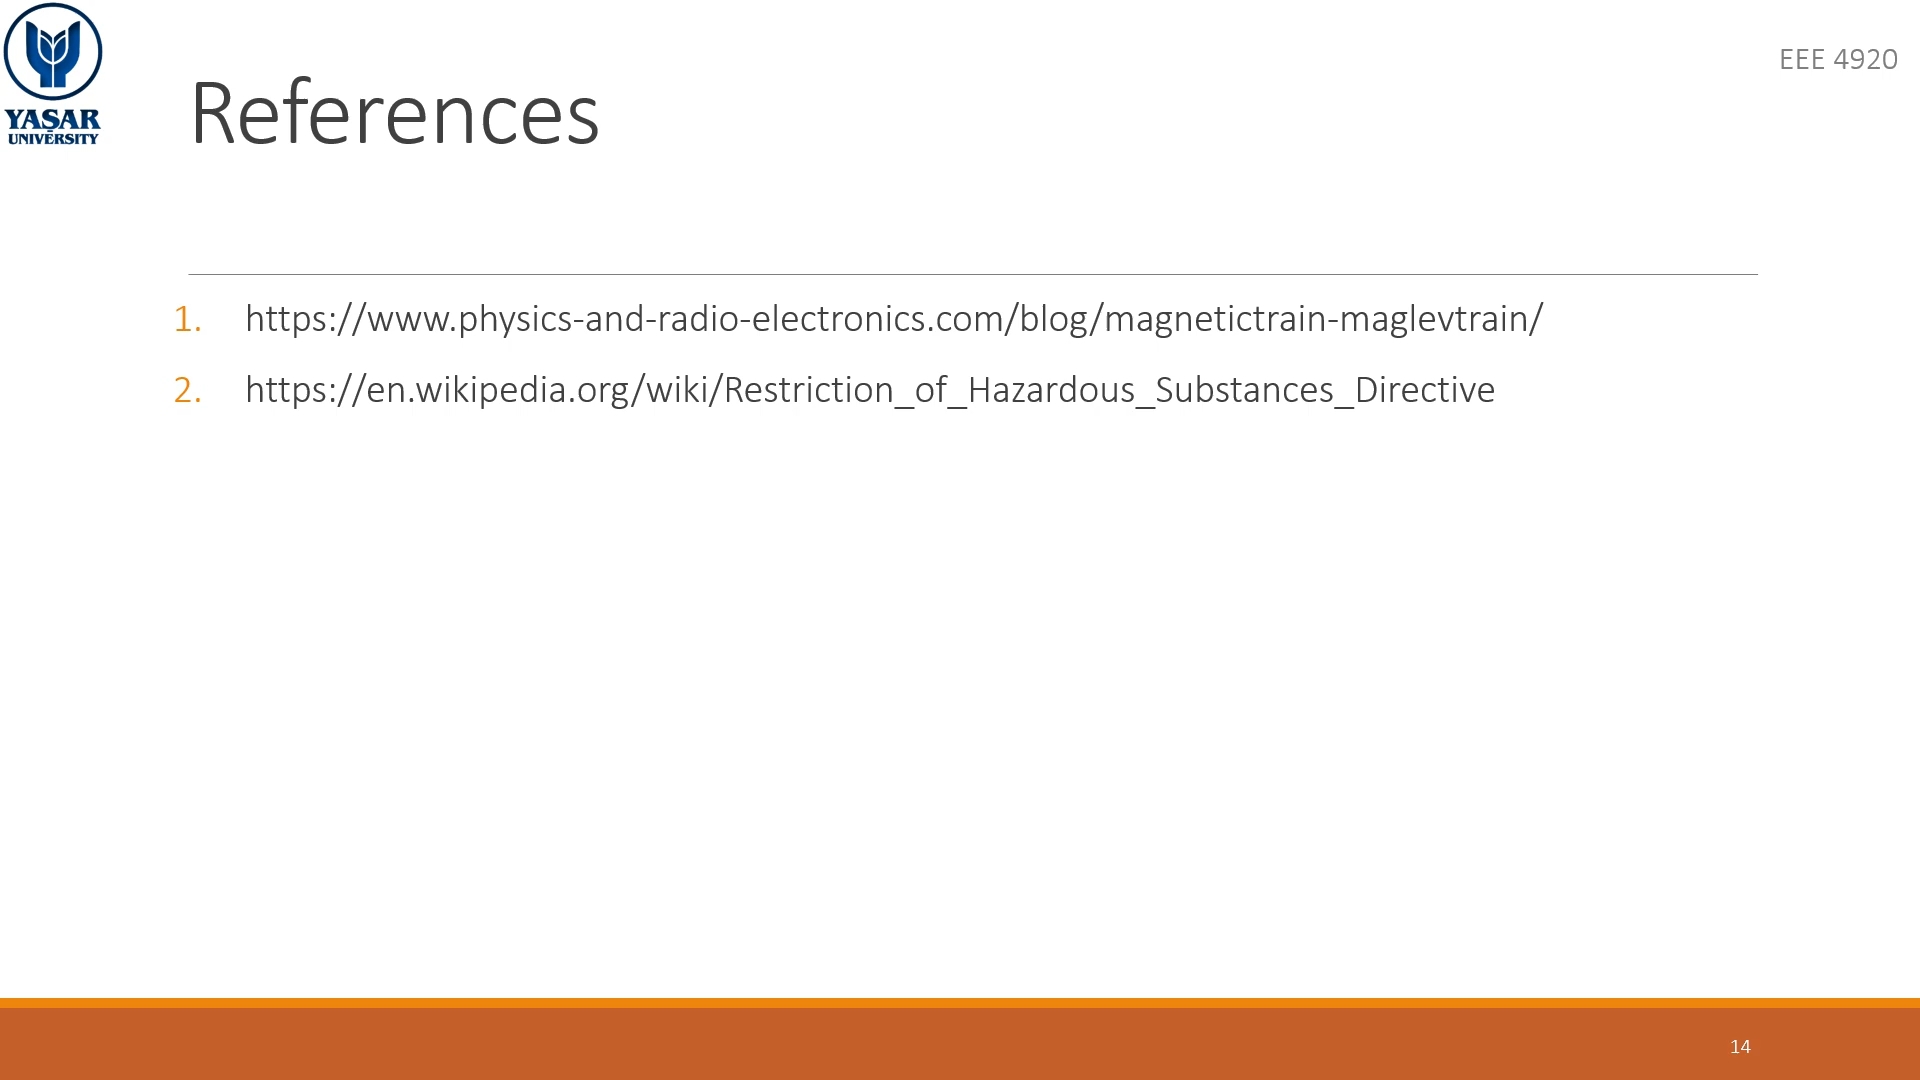 YAŞAR
UNIVERSITY
EEE 4920
References
1. https://www.physics-and-radio-electronics.com/blog/magnetictrain-maglevtrain/
2. https://en.wikipedia.org/wiki/Restriction_of_Hazardous_Substances_Directive
14